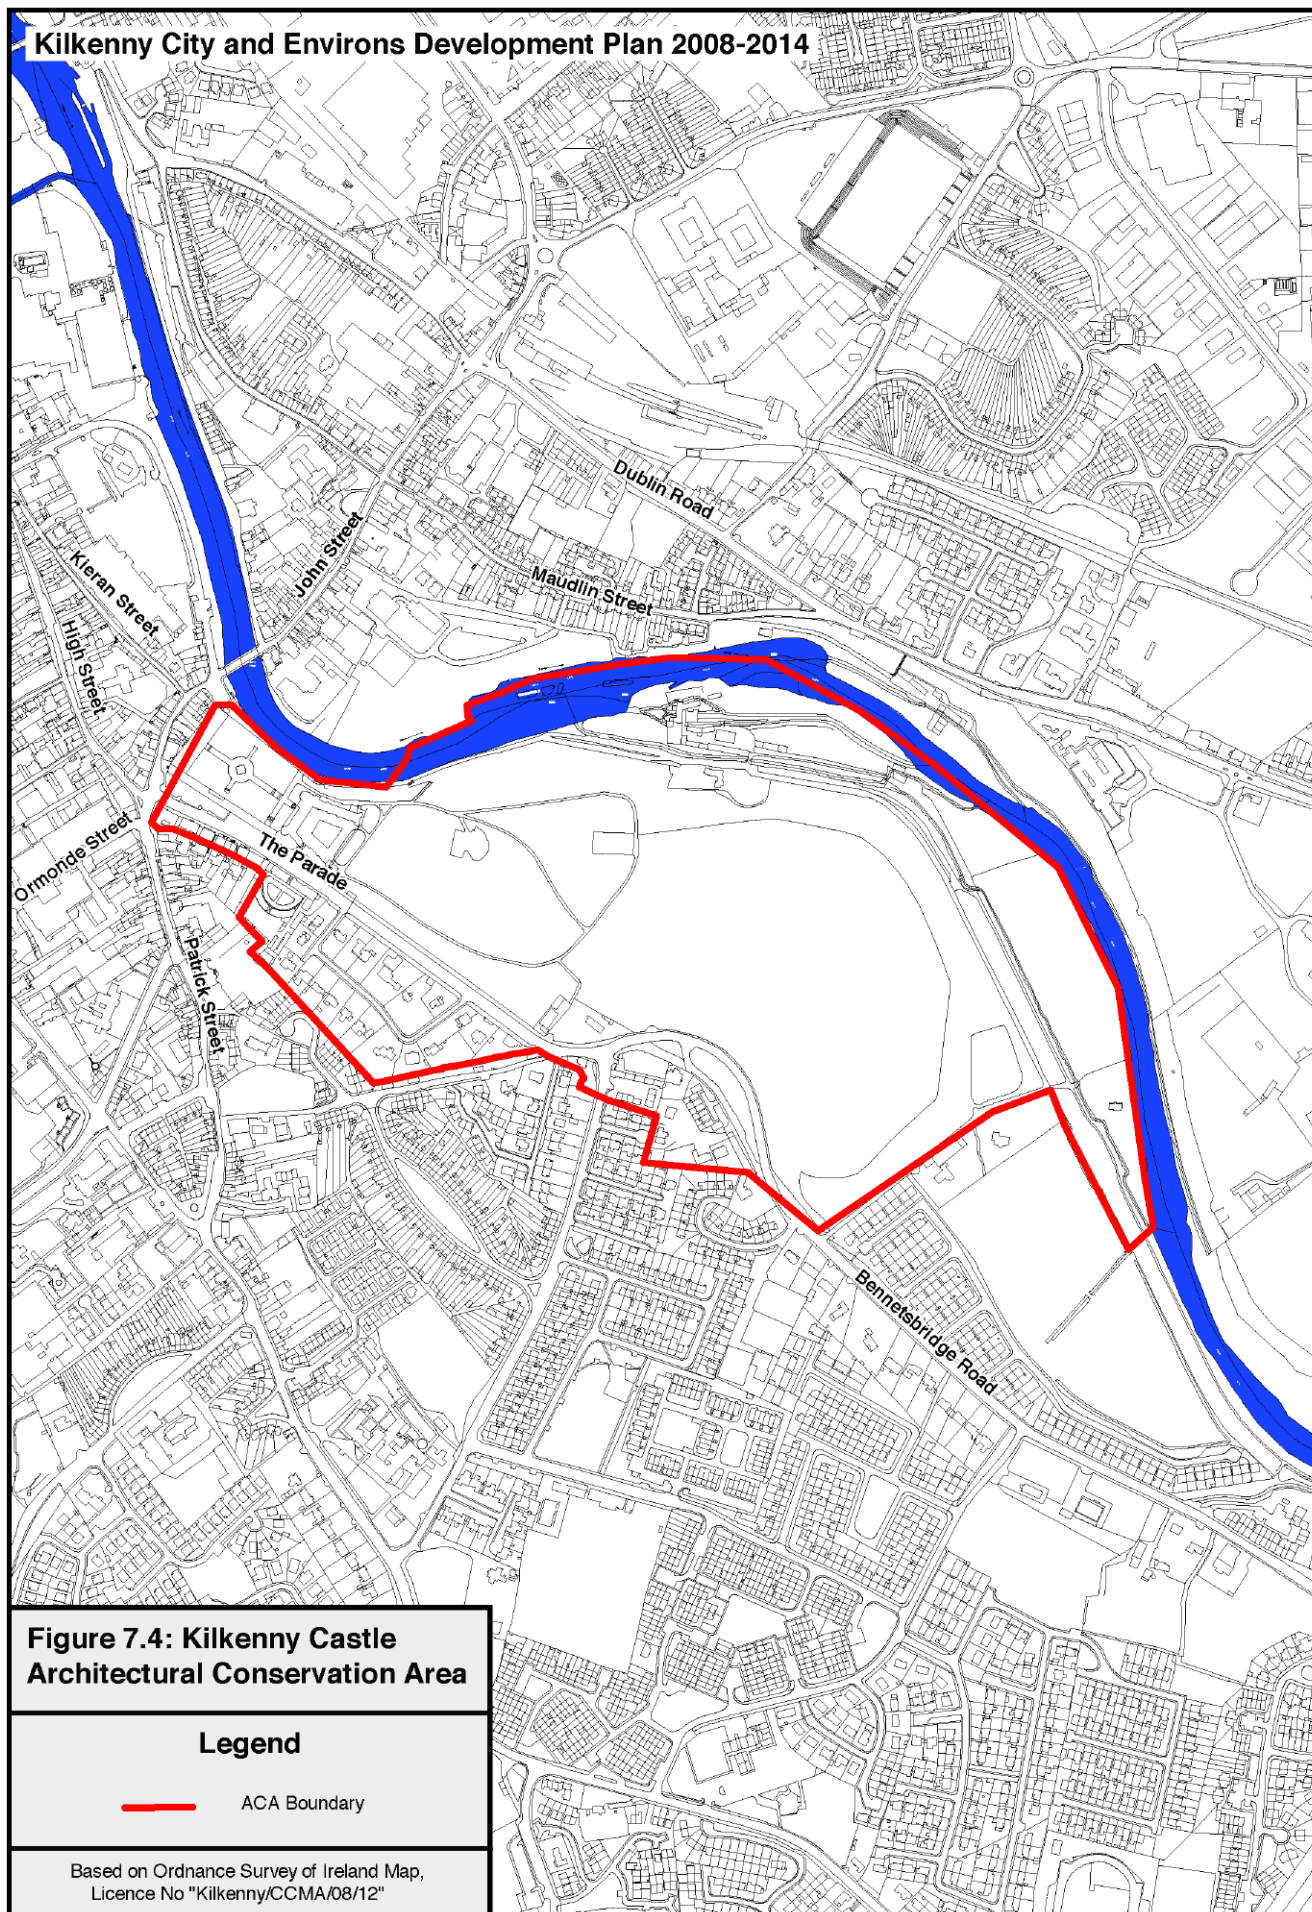 Kilkenny City and Environs Development Plan 2008-2014
Dublin Road
John Street
Maudlin Street
Kieran Street
High Street
The Parade
Ormonde Street
Patrick Street
Bennetsbridge Road
Figure 7.4: Kilkenny Castle
Architectural Conservation Area
Legend
ACA Boundary
Based on Ordnance Survey of Ireland Map,
Licence No "Kilkenny/CCMA/08/12"